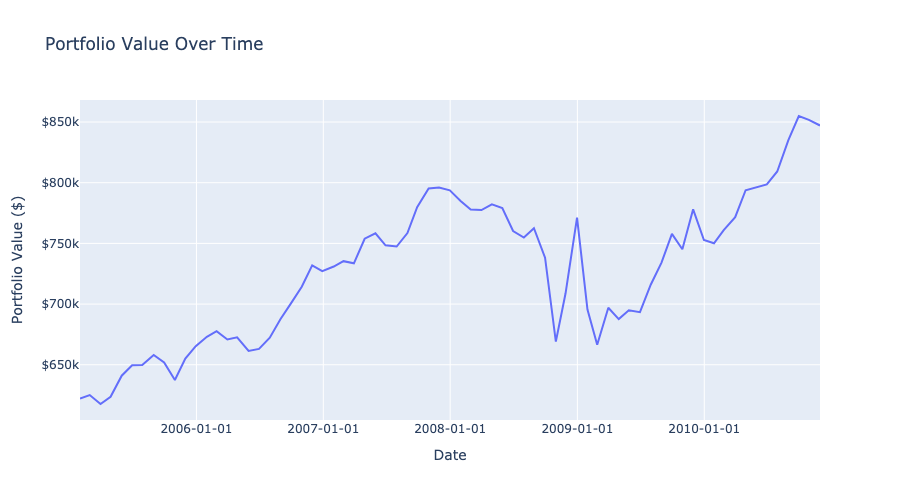 Portfolio Value Over Time
$850k
$800k
$750k
$700k
$650k
Portfolio Value ($)
2006-01-01
2007-01-01
2008-01-01
2009-01-01
2010-01-01
Date